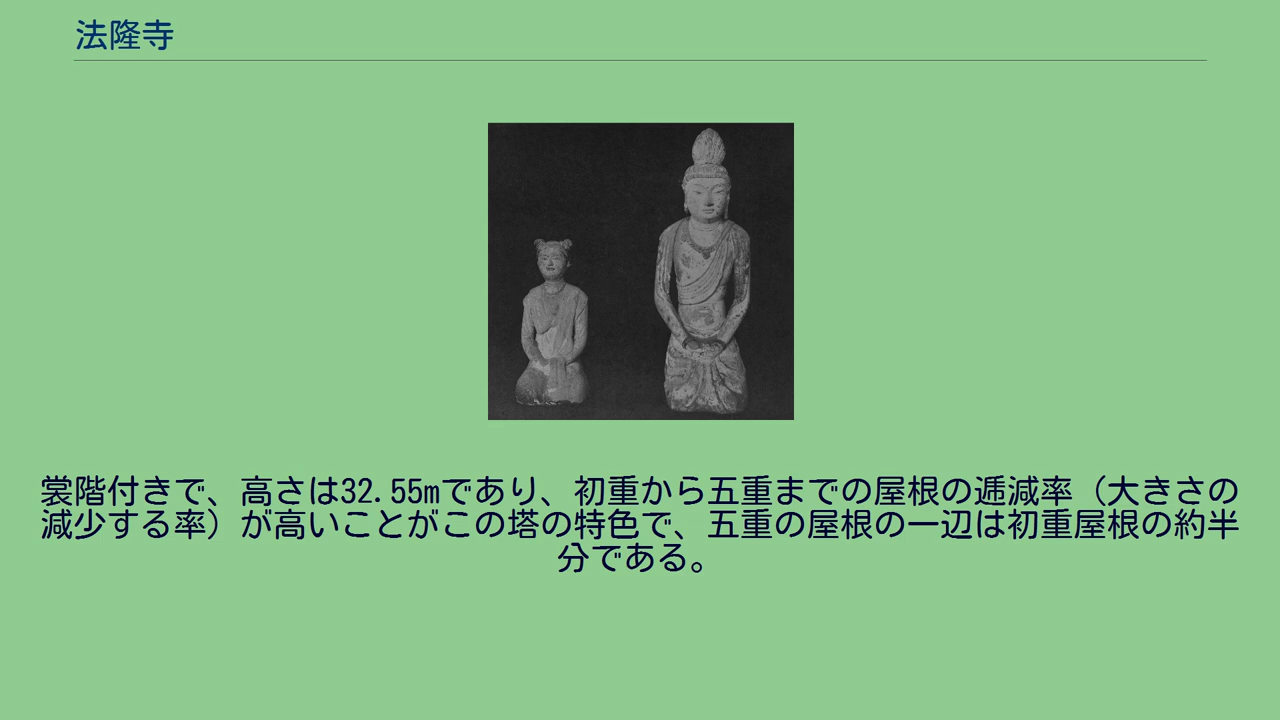 法隆寺
裳階付きで、高さは32.55mであり、初重から五重までの屋根の逓減率（大きさの
減少する率）が高いことがこの塔の特色で、五重の屋根の一辺は初重屋根の約半
分である。